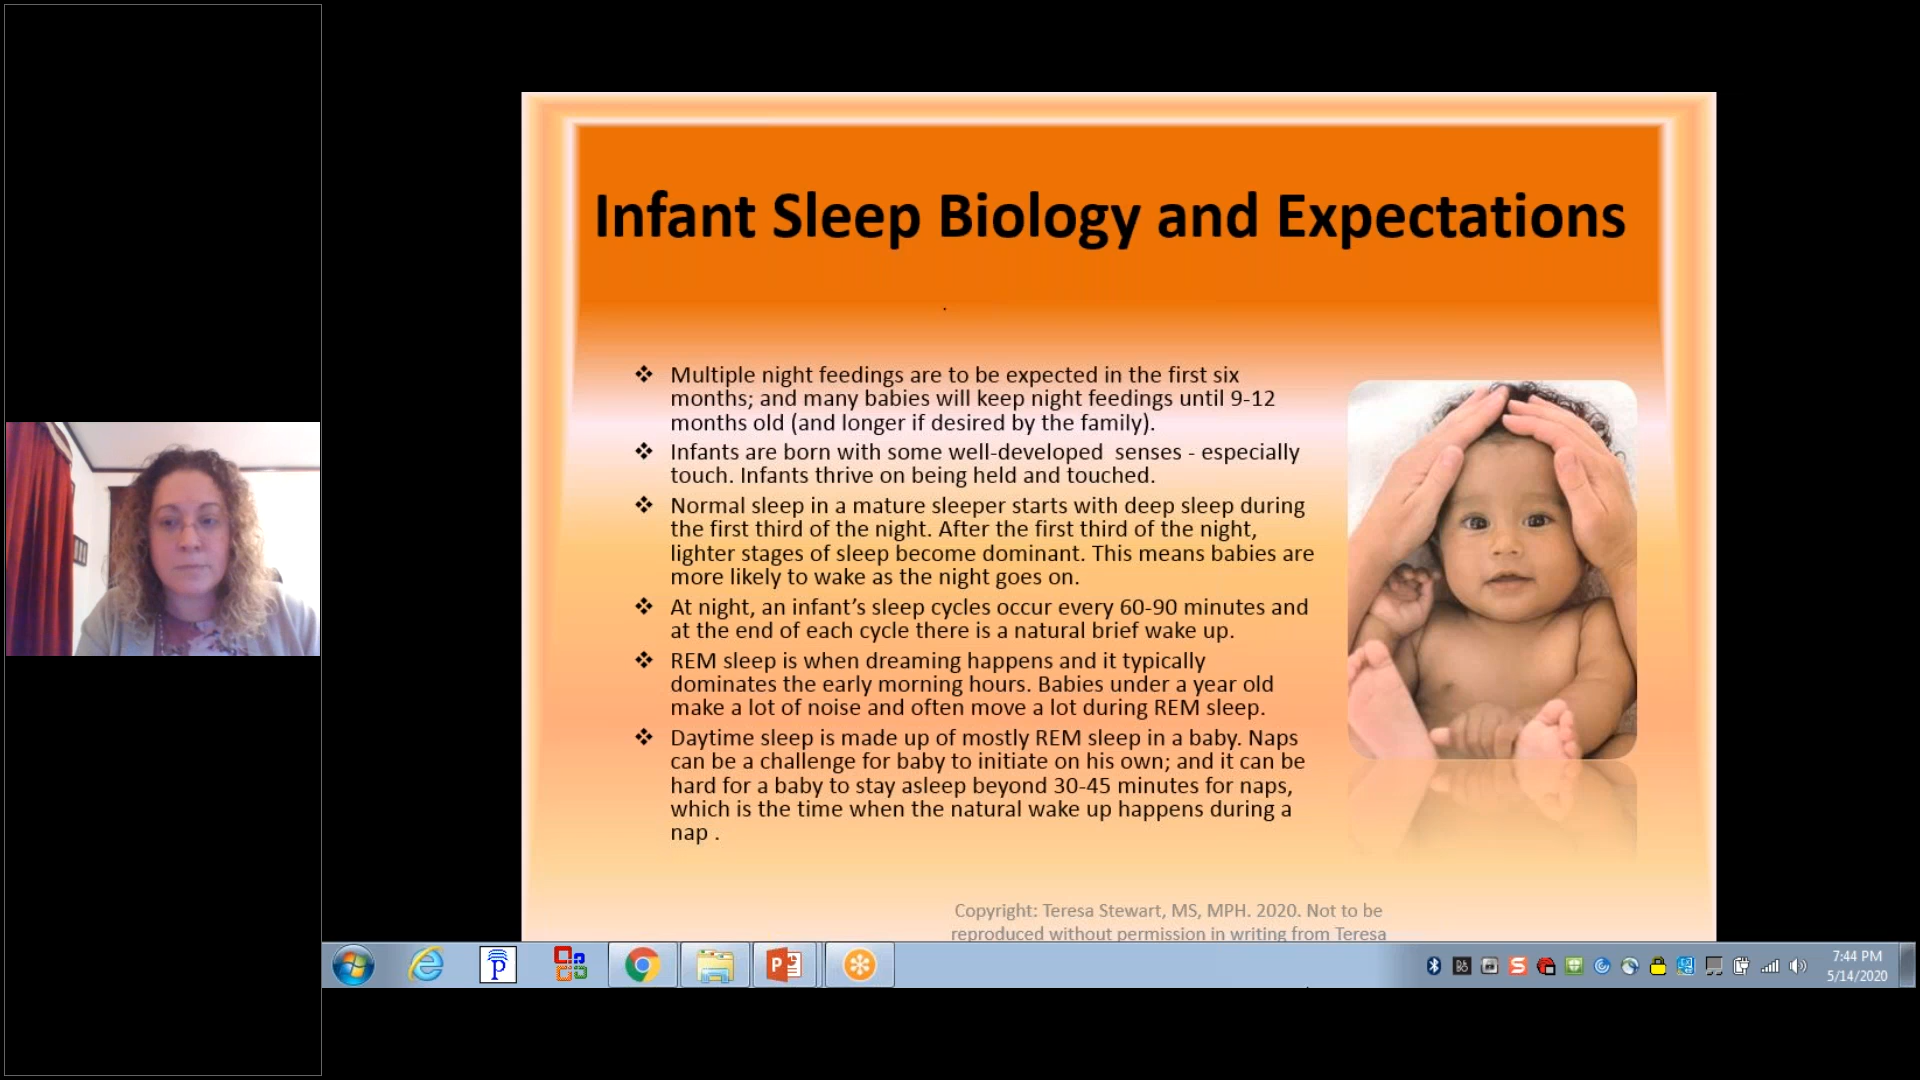 Infant Sleep Biology and Expectations
❖ Multiple night feedings are to be expected in the first six
months; and many babies will keep night feedings until 9-12
months old (and longer if desired by the family).
❖ Infants are born with some well-developed  senses - especially
touch. Infants thrive on being held and touched.
❖ Normal sleep in a mature sleeper starts with deep sleep during
the first third of the night. After the first third of the night,
lighter stages of sleep become dominant. This means babies are
more likely to wake as the night goes on.
❖ At night, an infant’s sleep cycles occur every 60-90 minutes and
at the end of each cycle there is a natural brief wake up.
❖ REM sleep is when dreaming happens and it typically
dominates the early morning hours. Babies under a year old
make a lot of noise and often move a lot during REM sleep.
❖ Daytime sleep is made up of mostly REM sleep in a baby. Naps
can be a challenge for baby to initiate on his own; and it can be
hard for a baby to stay asleep beyond 30-45 minutes for naps,
which is the time when the natural wake up happens during a
nap .
Copyright: Teresa Stewart, MS, MPH. 2020. Not to be
reproduced without permission in writing from Teresa
7:44 PM
5/14/2020